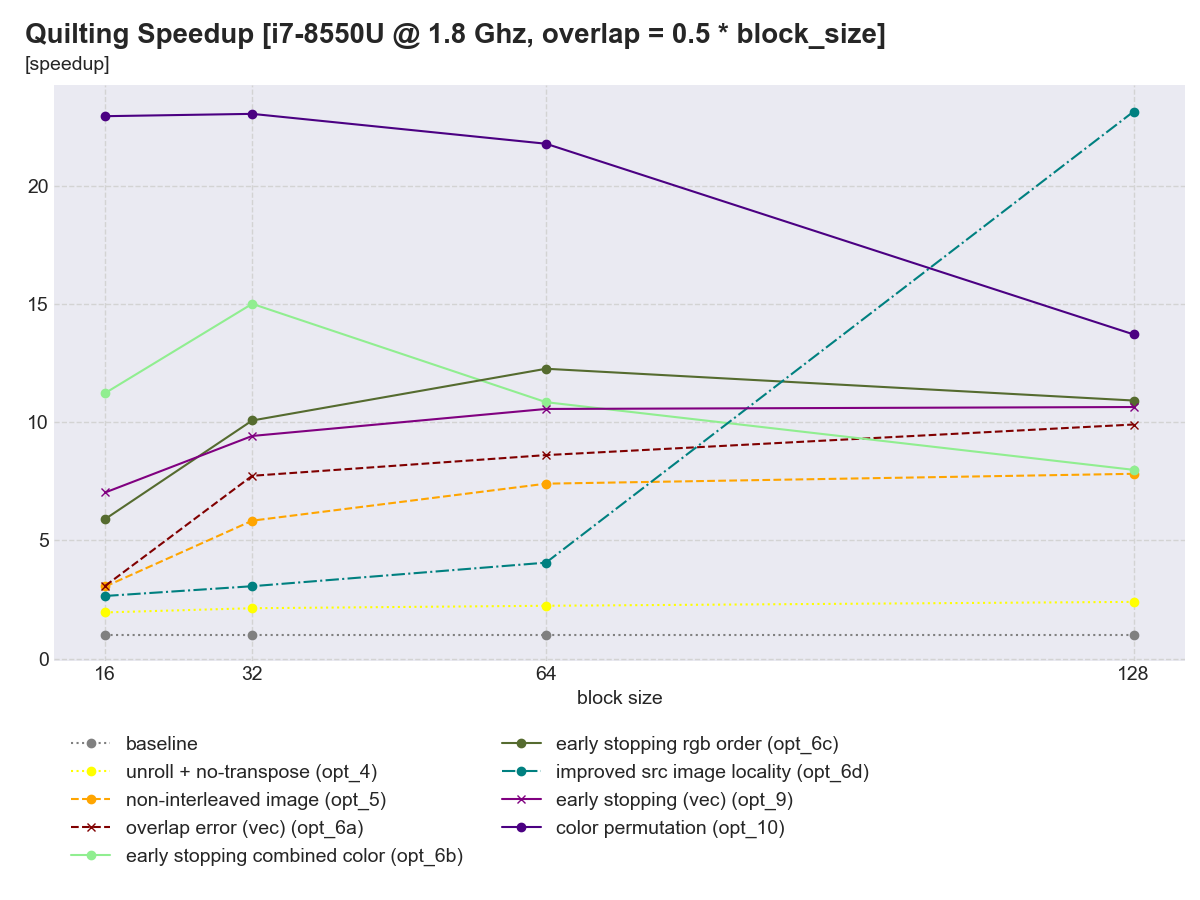 Quilting Speedup [i7-8550U @ 1.8 Ghz, overlap = 0.5 * block_size]
[speedup]
20
15
10
5
0
16 32 64 128
block size
baseline
unroll + no-transpose (opt_4)
non-interleaved image (opt_5)
overlap error (vec) (opt_6a)
early stopping combined color (opt_6b)
early stopping rgb order (opt_6c)
improved src image locality (opt_6d)
early stopping (vec) (opt_9)
color permutation (opt_10)